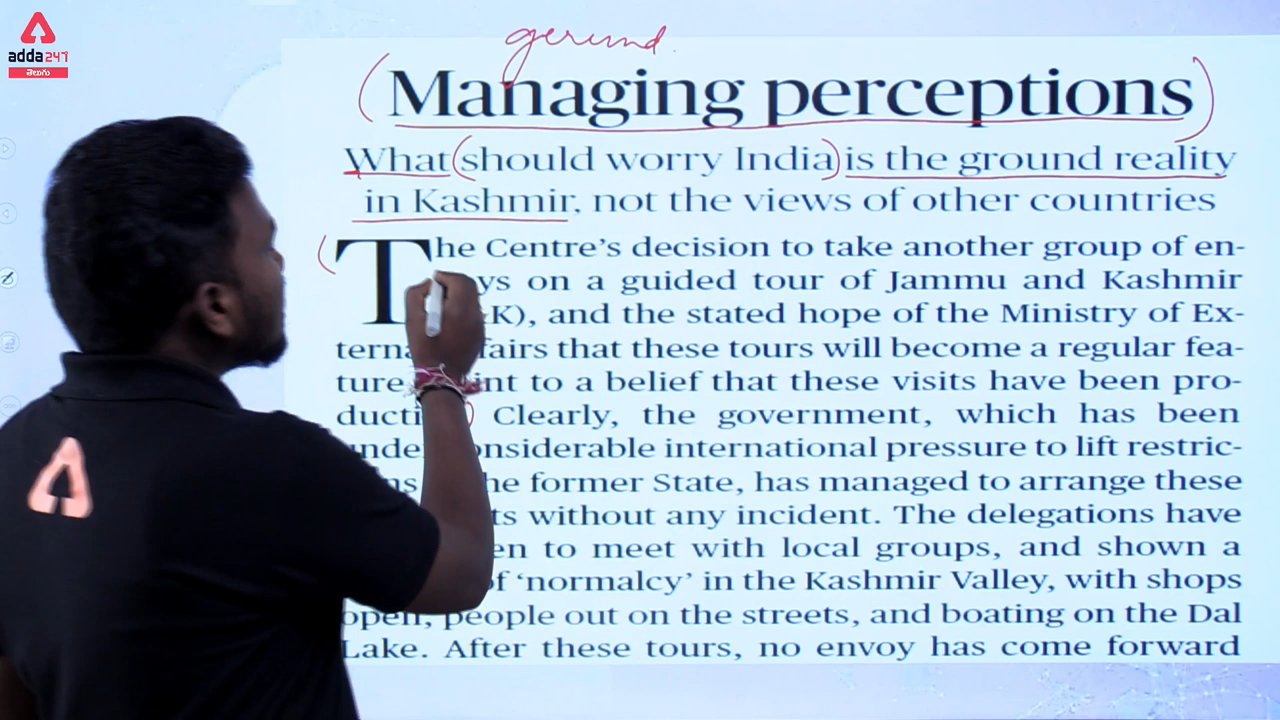 adda247
తెలుగు
gerund
Managing perceptions
What should worry India is the ground reality
in Kashmir, not the views of other countries
The Centre's decision to take another group of en-
on a guided tour of Jammu and Kashmir
and the stated hope of the Ministry of Ex-
that these tours will become a regular fea-
ture to a belief that these visits have been pro-
Clearly, the government, which has been
international pressure to lift restric-
former State, has managed to arrange these
without any incident. The delegations have
to meet with local groups, and shown a
'normalcy' in the Kashmir Valley, with shops
open, people out on the streets, and boating on the Dal
Lake. After these tours, no envoy has come forward